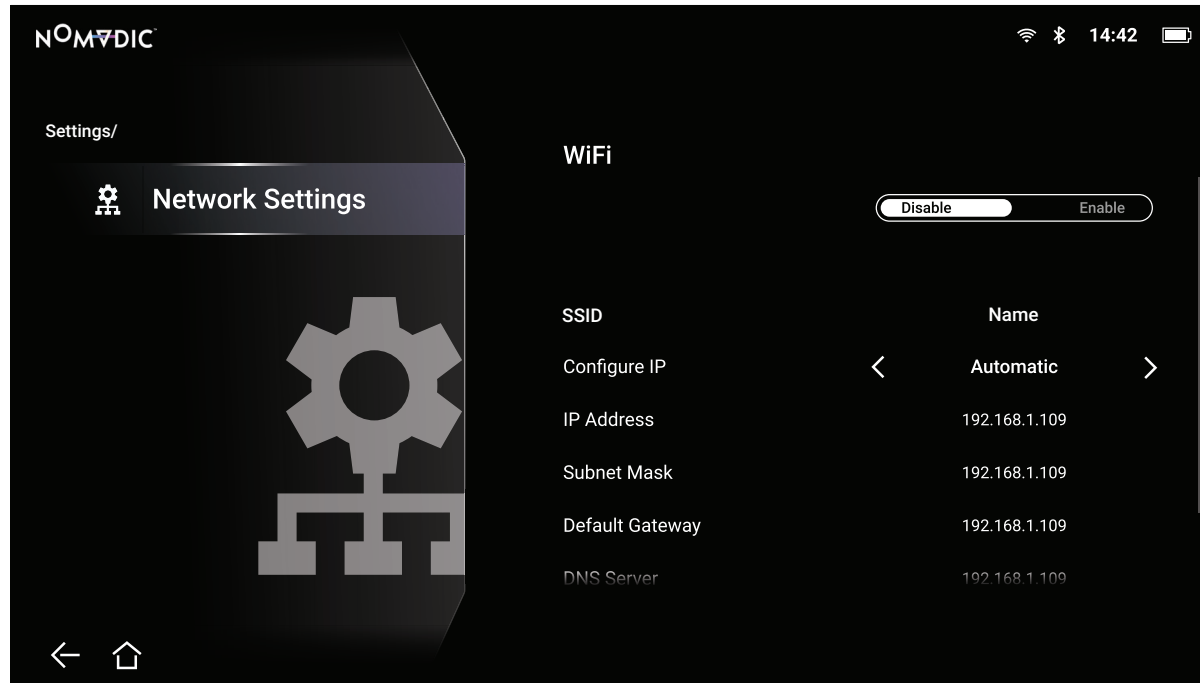 NOMADIC
14:42
Settings/
Network Settings
WiFi
Disable Enable
SSID Name
Configure IP Automatic
IP Address 192.168.1.109
Subnet Mask 192.168.1.109
Default Gateway 192.168.1.109
DNS Server 192.168.1.109